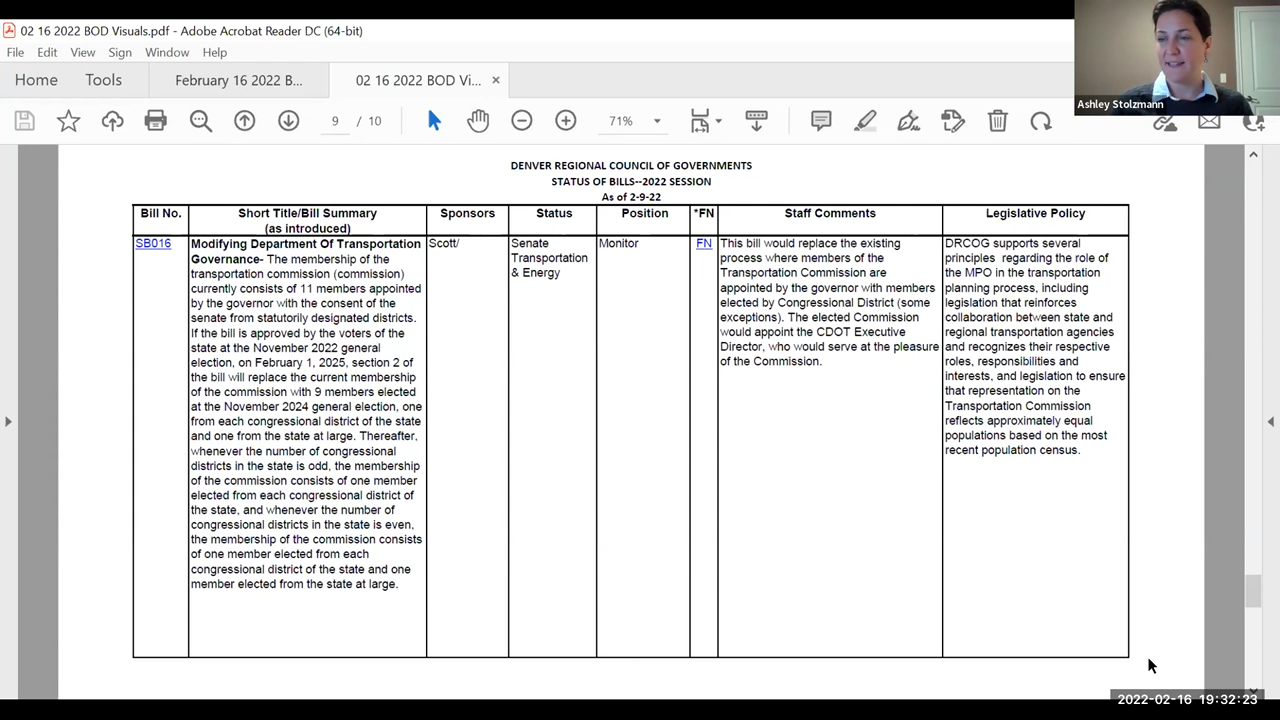 02 16 2022 BOD Visuals.pdf - Adobe Acrobat Reader DC (64-bit)
File Edit View Sign Window Help
Home Tools February 16 2022 B... 02 16 2022 BOD Vi... ×
9 / 10 71%
Ashley Stolzmann
DENVER REGIONAL COUNCIL OF GOVERNMENTS
STATUS OF BILLS--2022 SESSION
As of 2-9-22
Bill No.
Short Title/Bill Summary
(as introduced)
Sponsors
Status
Position
*FN
Staff Comments
Legislative Policy
SB016
Modifying Department Of Transportation
Governance- The membership of the
transportation commission (commission)
currently consists of 11 members appointed
by the governor with the consent of the
senate from statutorily designated districts.
If the bill is approved by the voters of the
state at the November 2022 general
election, on February 1, 2025, section 2 of
the bill will replace the current membership
of the commission with 9 members elected
at the November 2024 general election, one
from each congressional district of the state
and one from the state at large. Thereafter,
whenever the number of congressional
districts in the state is odd, the membership
of the commission consists of one member
elected from each congressional district of
the state, and whenever the number of
congressional districts in the state is even,
the membership of the commission consists
of one member elected from each
congressional district of the state and one
member elected from the state at large.
Scott/
Senate
Transportation
& Energy
Monitor
FN
This bill would replace the existing
process where members of the
Transportation Commission are
appointed by the governor with members
elected by Congressional District (some
exceptions). The elected Commission
would appoint the CDOT Executive
Director, who would serve at the pleasure
of the Commission.
DRCOG supports several
principles regarding the role of
the MPO in the transportation
planning process, including
legislation that reinforces
collaboration between state and
regional transportation agencies
and recognizes their respective
roles, responsibilities and
interests, and legislation to ensure
that representation on the
Transportation Commission
reflects approximately equal
populations based on the most
recent population census.
2022-02-16 19:32:23